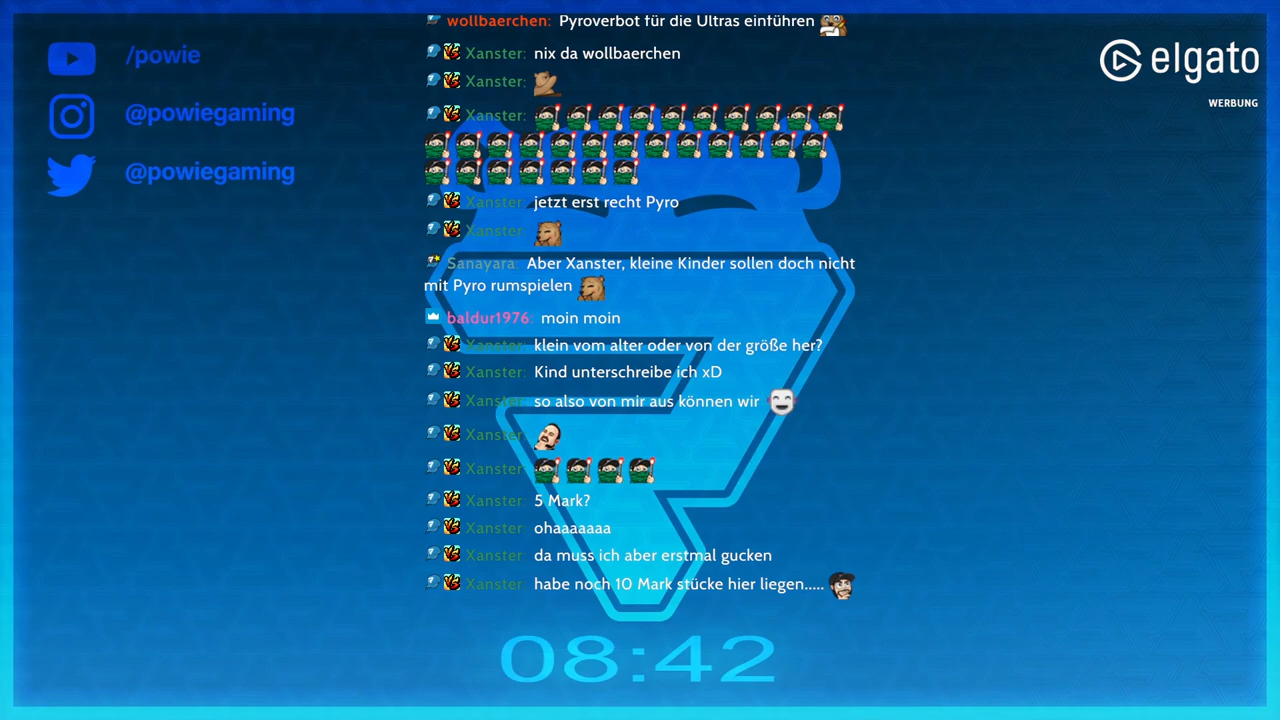 /powie
@powiegaming
@powiegaming
wollbaerchen: Pyroverbot für die Ultras einführen
Xanster: nix da wollbaerchen
Xanster:
Xanster:
Xanster: jetzt erst recht Pyro
Xanster:
Sanayara: Aber Xanster, kleine Kinder sollen doch nicht
mit Pyro rumspielen
baldur1976: moin moin
Xanster: klein vom alter oder von der größe her?
Xanster: Kind unterschreibe ich xD
Xanster: so also von mir aus können wir
Xanster:
Xanster:
Xanster: 5 Mark?
Xanster: ohaaaaaaa
Xanster: da muss ich aber erstmal gucken
Xanster: habe noch 10 Mark stücke hier liegen.....
08:42
elgato
WERBUNG